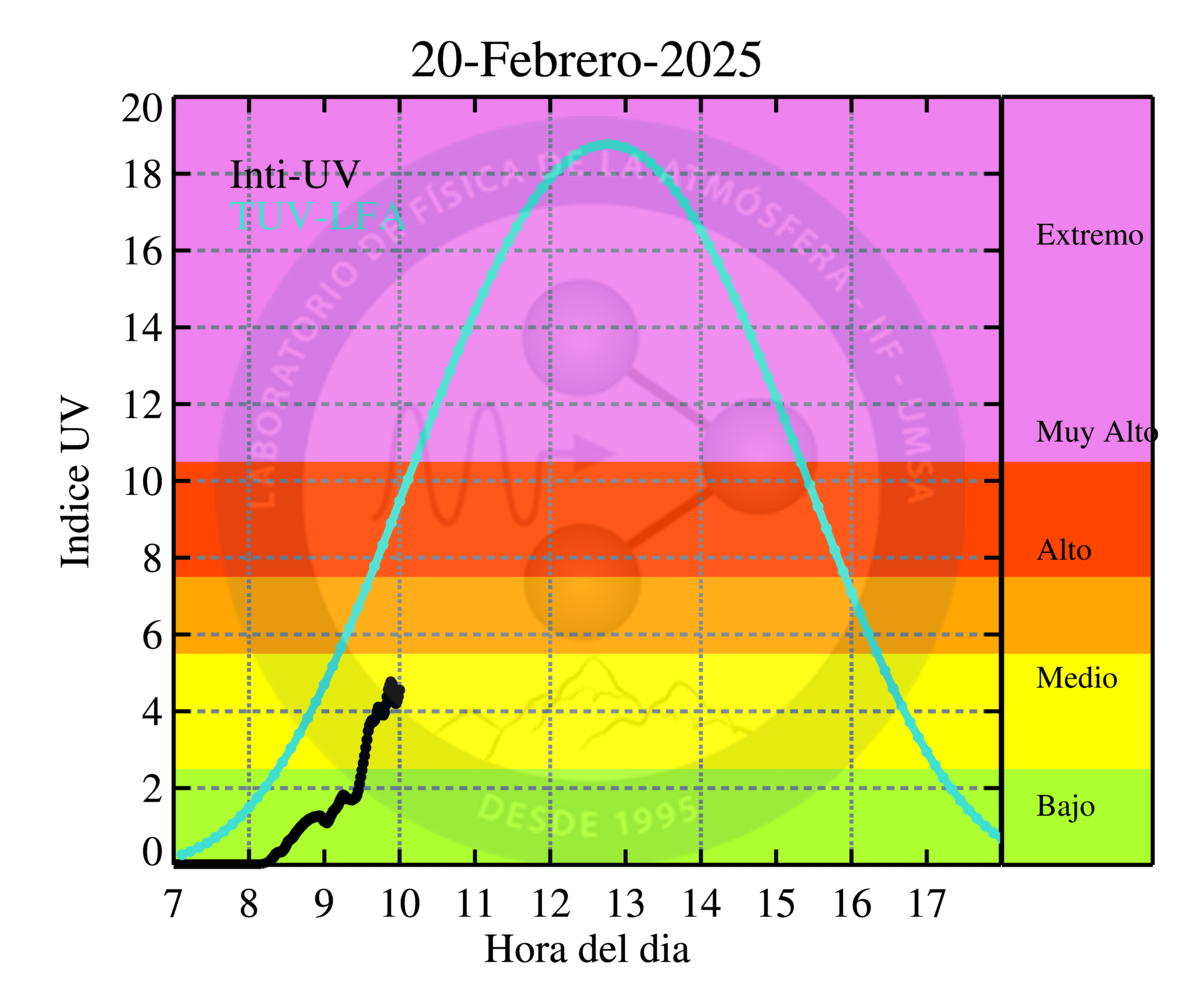 20-Febrero-2025
20
18
16
14
12
10
8
6
4
2
0
Indice UV
Inti-UV
TUV-LFA
LABORATORIO DE FÍSICA DE LA ATMÓSFERA - IIF - UMSA
DESDE 1995
Extremo
Muy Alto
Alto
Medio
Bajo
7 8 9 10 11 12 13 14 15 16 17
Hora del dia